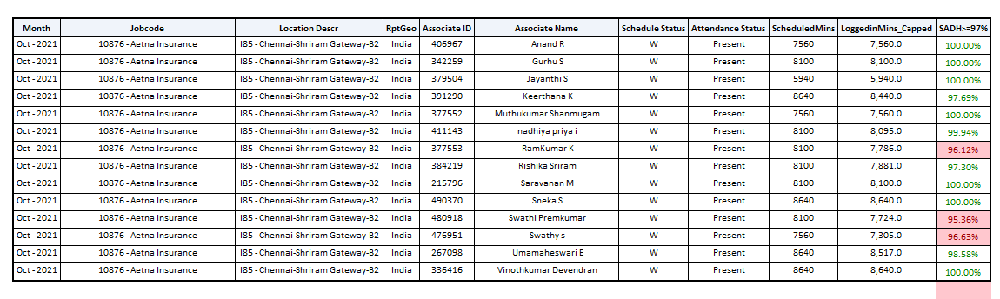 Month Jobcode Location Descr RptGeo Associate ID Associate Name Schedule Status Attendance Status ScheduledMins LoggedinMins_Capped SADH>=97%
Oct - 2021 10876 - Aetna Insurance I85 - Chennai-Shriram Gateway-B2 India 406967 Anand R W Present 7560 7,560.0 100.00%
Oct - 2021 10876 - Aetna Insurance I85 - Chennai-Shriram Gateway-B2 India 342259 Gurhu S W Present 8100 8,100.0 100.00%
Oct - 2021 10876 - Aetna Insurance I85 - Chennai-Shriram Gateway-B2 India 379504 Jayanthi S W Present 5940 5,940.0 100.00%
Oct - 2021 10876 - Aetna Insurance I85 - Chennai-Shriram Gateway-B2 India 391290 Keerthana K W Present 8640 8,440.0 97.69%
Oct - 2021 10876 - Aetna Insurance I85 - Chennai-Shriram Gateway-B2 India 377552 Muthukumar Shanmugam W Present 7560 7,560.0 100.00%
Oct - 2021 10876 - Aetna Insurance I85 - Chennai-Shriram Gateway-B2 India 411143 nadhiya priya i W Present 8100 8,095.0 99.94%
Oct - 2021 10876 - Aetna Insurance I85 - Chennai-Shriram Gateway-B2 India 377553 RamKumar K W Present 8100 7,786.0 96.12%
Oct - 2021 10876 - Aetna Insurance I85 - Chennai-Shriram Gateway-B2 India 384219 Rishika Sriram W Present 8100 7,881.0 97.30%
Oct - 2021 10876 - Aetna Insurance I85 - Chennai-Shriram Gateway-B2 India 215796 Saravanan M W Present 8100 8,100.0 100.00%
Oct - 2021 10876 - Aetna Insurance I85 - Chennai-Shriram Gateway-B2 India 490370 Sneka S W Present 8640 8,640.0 100.00%
Oct - 2021 10876 - Aetna Insurance I85 - Chennai-Shriram Gateway-B2 India 480918 Swathi Premkumar W Present 8100 7,724.0 95.36%
Oct - 2021 10876 - Aetna Insurance I85 - Chennai-Shriram Gateway-B2 India 476951 Swathy s W Present 7560 7,305.0 96.63%
Oct - 2021 10876 - Aetna Insurance I85 - Chennai-Shriram Gateway-B2 India 267098 Umamaheswari E W Present 8640 8,517.0 98.58%
Oct - 2021 10876 - Aetna Insurance I85 - Chennai-Shriram Gateway-B2 India 336416 Vinothkumar Devendran W Present 8640 8,640.0 100.00%